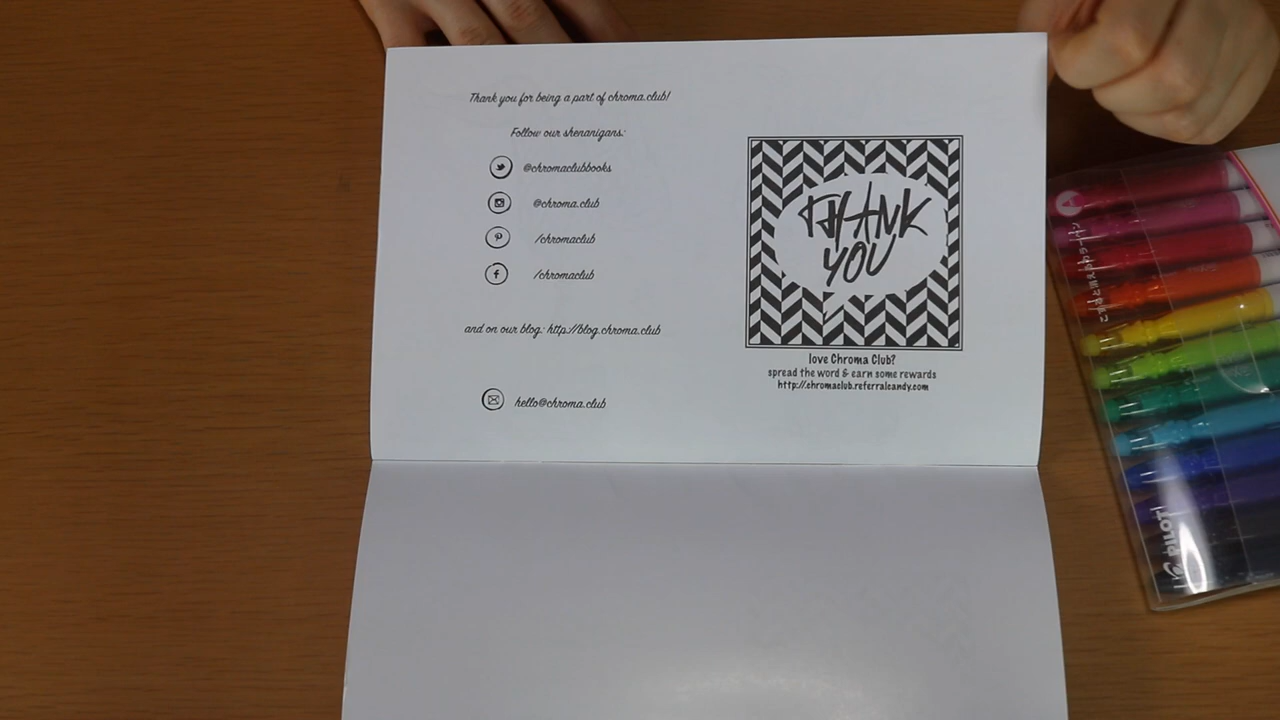 Thank you for being a part of chroma.club!
Follow our shenanigans:
@chromaclubbooks
@chroma.club
/chromaclub
/chromaclub
and on our blog: http://blog.chroma.club
hello@chroma.club
THANK
YOU
love Chroma Club?
spread the word & earn some rewards
http://chromaclub.referralcandy.com
A
PILOT